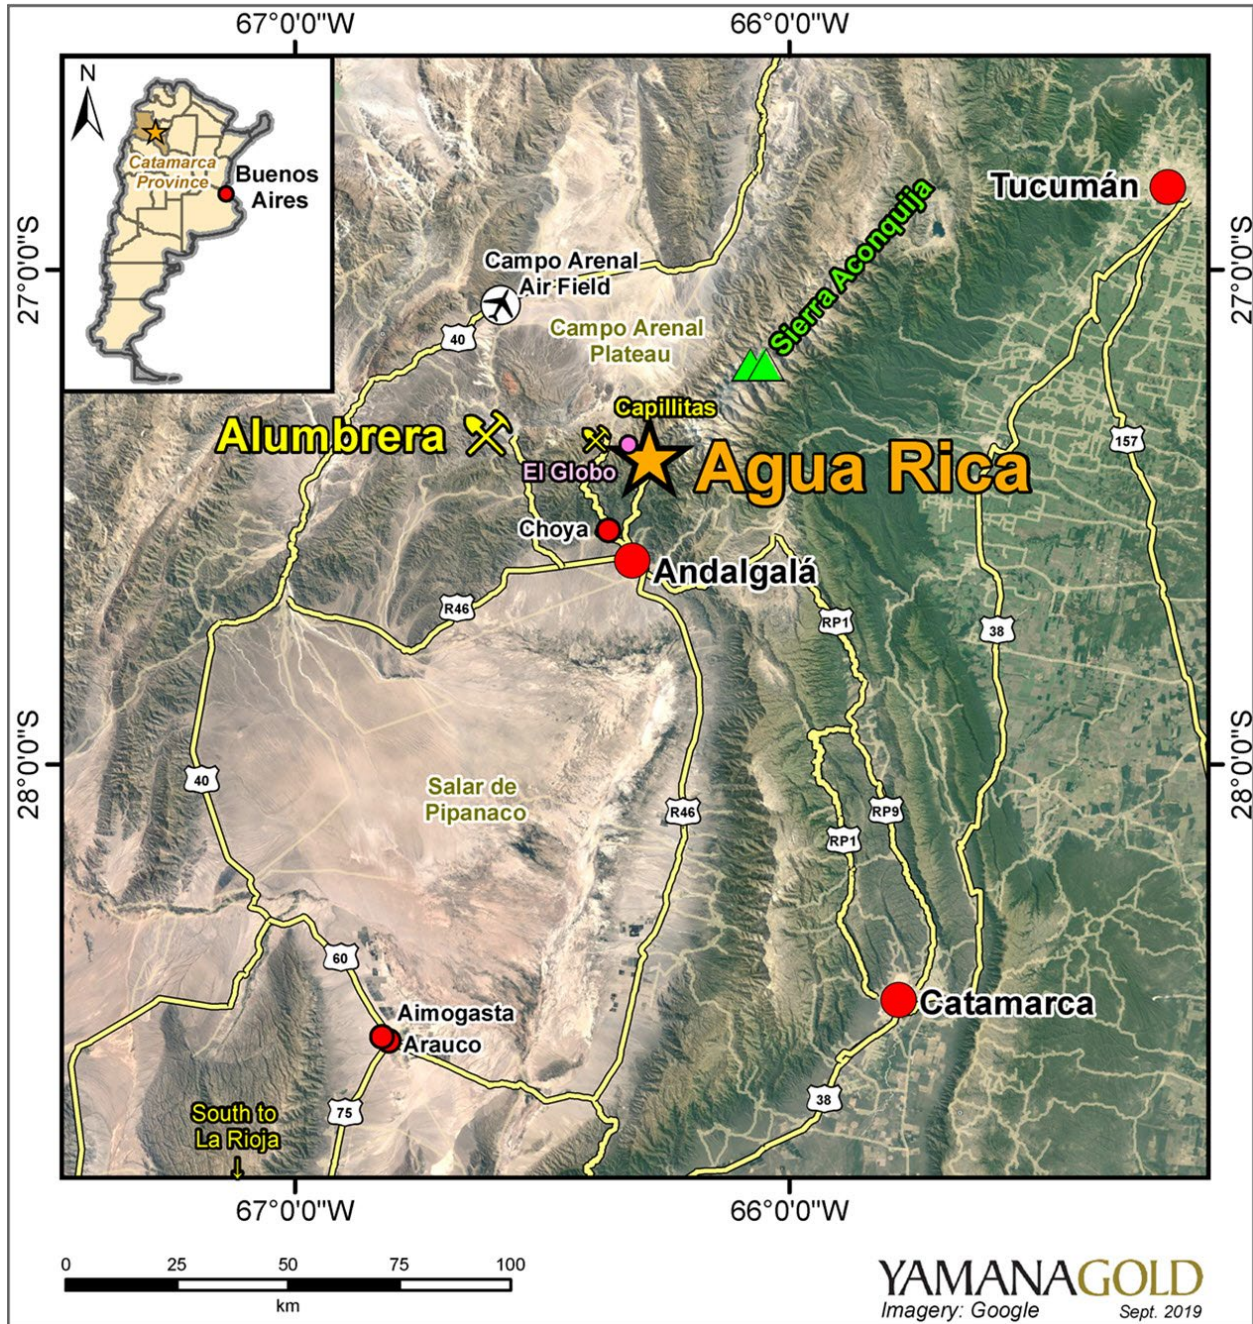 67°0'0"W
66°0'0"W
N
Catamarca
Province
Buenos
Aires
Tucumán
27°0'0"S
27°0'0"S
Sierra Aconquija
Campo Arenal
Air Field
40
Campo Arenal
Plateau
Capillitas
Alumbrera
Agua Rica
El Globo
157
Choya
Andalgalá
R46
RP1
38
28°0'0"S
28°0'0"S
40
Salar de
Pipanaco
R46
RP9
RP1
60
Aimogasta
Arauco
Catamarca
75
38
South to
La Rioja
67°0'0"W
66°0'0"W
0
25
50
75
100
km
YAMANAGOLD
Imagery: Google
Sept. 2019